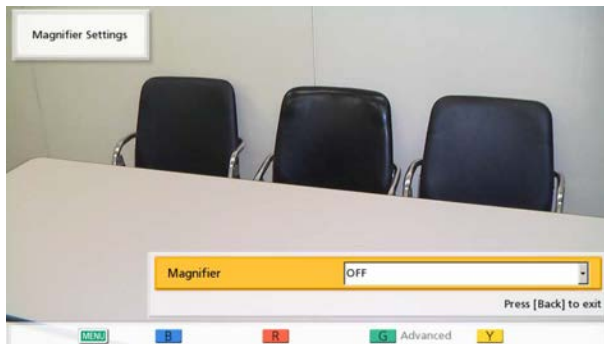 Magnifier Settings
Magnifier OFF
Press [Back] to exit
MENU B R G Advanced Y